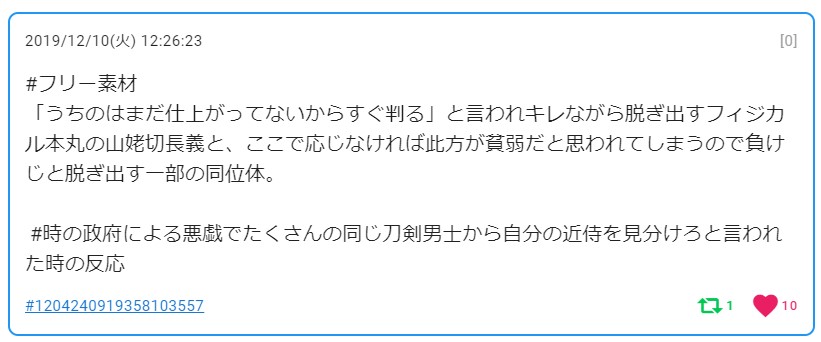 2019/12/10(火) 12:26:23 [0]
#フリー素材
「うちのはまだ仕上がってないからすぐ判る」と言われキレながら脱ぎ出すフィジカ
ル本丸の山姥切長義と、ここで応じなければ此方が貧弱だと思われてしまうので負け
じと脱ぎ出す一部の同位体。
#時の政府による悪戯でたくさんの同じ刀剣男士から自分の近侍を見分けろと言われ
た時の反応
#1204240919358103557 1 10